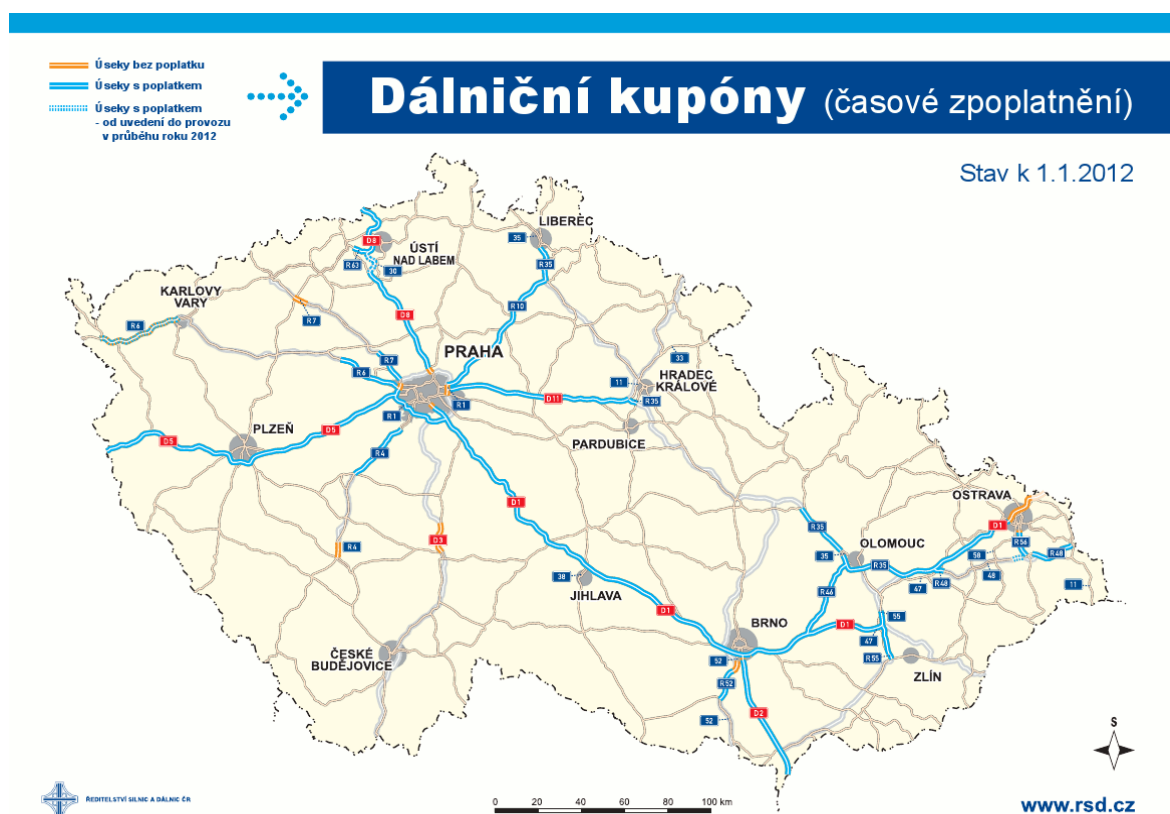 Úseky bez poplatku
Úseky s poplatkem
Úseky s poplatkem
- od uvedení do provozu
v průběhu roku 2012
Dálniční kupóny (časové zpoplatnění)
Stav k 1.1.2012
LIBEREC
35
D8
ÚSTÍ
NAD LABEM
R63
30
R35
KARLOVY
VARY
R7
R10
R6
D8
PRAHA
33
R7
R6
11
HRADEC
KRÁLOVÉ
D11
R35
R1
R1
PLZEŇ
D5
D5
PARDUBICE
R4
OSTRAVA
D1
R35
D1
R4
D3
OLOMOUC
35
R35
R56
58
R48
R48
48
47
11
38
JIHLAVA
R46
D1
55
BRNO
D1
47
ČESKÉ
BUDĚJOVICE
52
R55
ZLÍN
R52
52
D2
S
ŘEDITELSTVÍ SILNIC A DÁLNIC ČR
0 20 40 60 80 100 km
www.rsd.cz